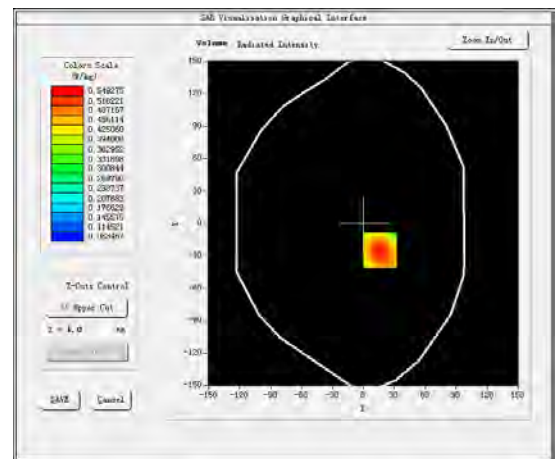 SAR Visualisation Graphical Interface
Volume Radiated Intensity
Zoom In/Out
Colors Scale
(W/kg)
0.549275
0.518221
0.487167
0.456114
0.425060
0.394006
0.362952
0.331898
0.300844
0.269790
0.238737
0.207683
0.176629
0.145575
0.114521
0.083467
Z-Cuts Control
Upper Cut
Z = 4.0 mm
SAVE
Cancel
150
120
90
60
30
0
-30
-60
-90
-120
-150
Y
-150 -120 -90 -60 -30 0 30 60 90 120 150
X